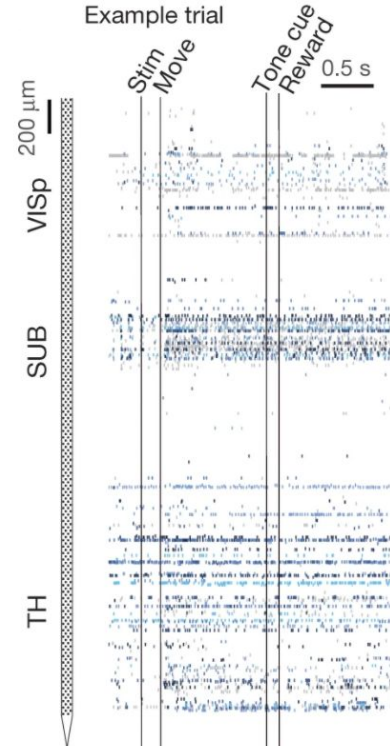 Example trial
Stim
Move
Tone cue
Reward
0.5 s
200 μm
VISp
SUB
TH